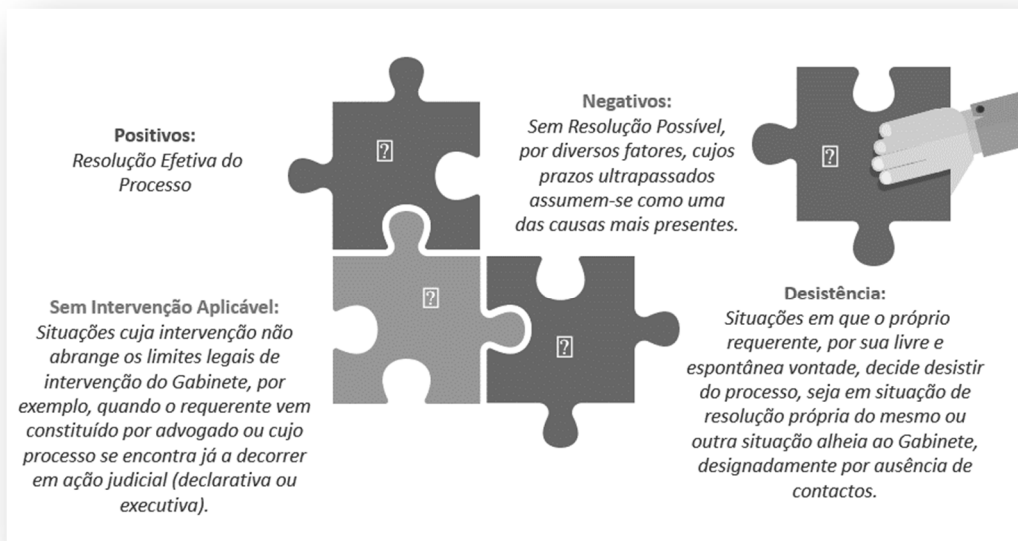 Positivos:
Resolução Efetiva do
Processo
Negativos:
Sem Resolução Possível,
por diversos fatores, cujos
prazos ultrapassados
assumem-se como uma
das causas mais presentes.
Sem Intervenção Aplicável:
Situações cuja intervenção não
abrange os limites legais de
intervenção do Gabinete, por
exemplo, quando o requerente vem
constituído por advogado ou cujo
processo se encontra já a decorrer
em ação judicial (declarativa ou
executiva).
Desistência:
Situações em que o próprio
requerente, por sua livre e
espontânea vontade, decide desistir
do processo, seja em situação de
resolução própria do mesmo ou
outra situação alheia ao Gabinete,
designadamente por ausência de
contactos.